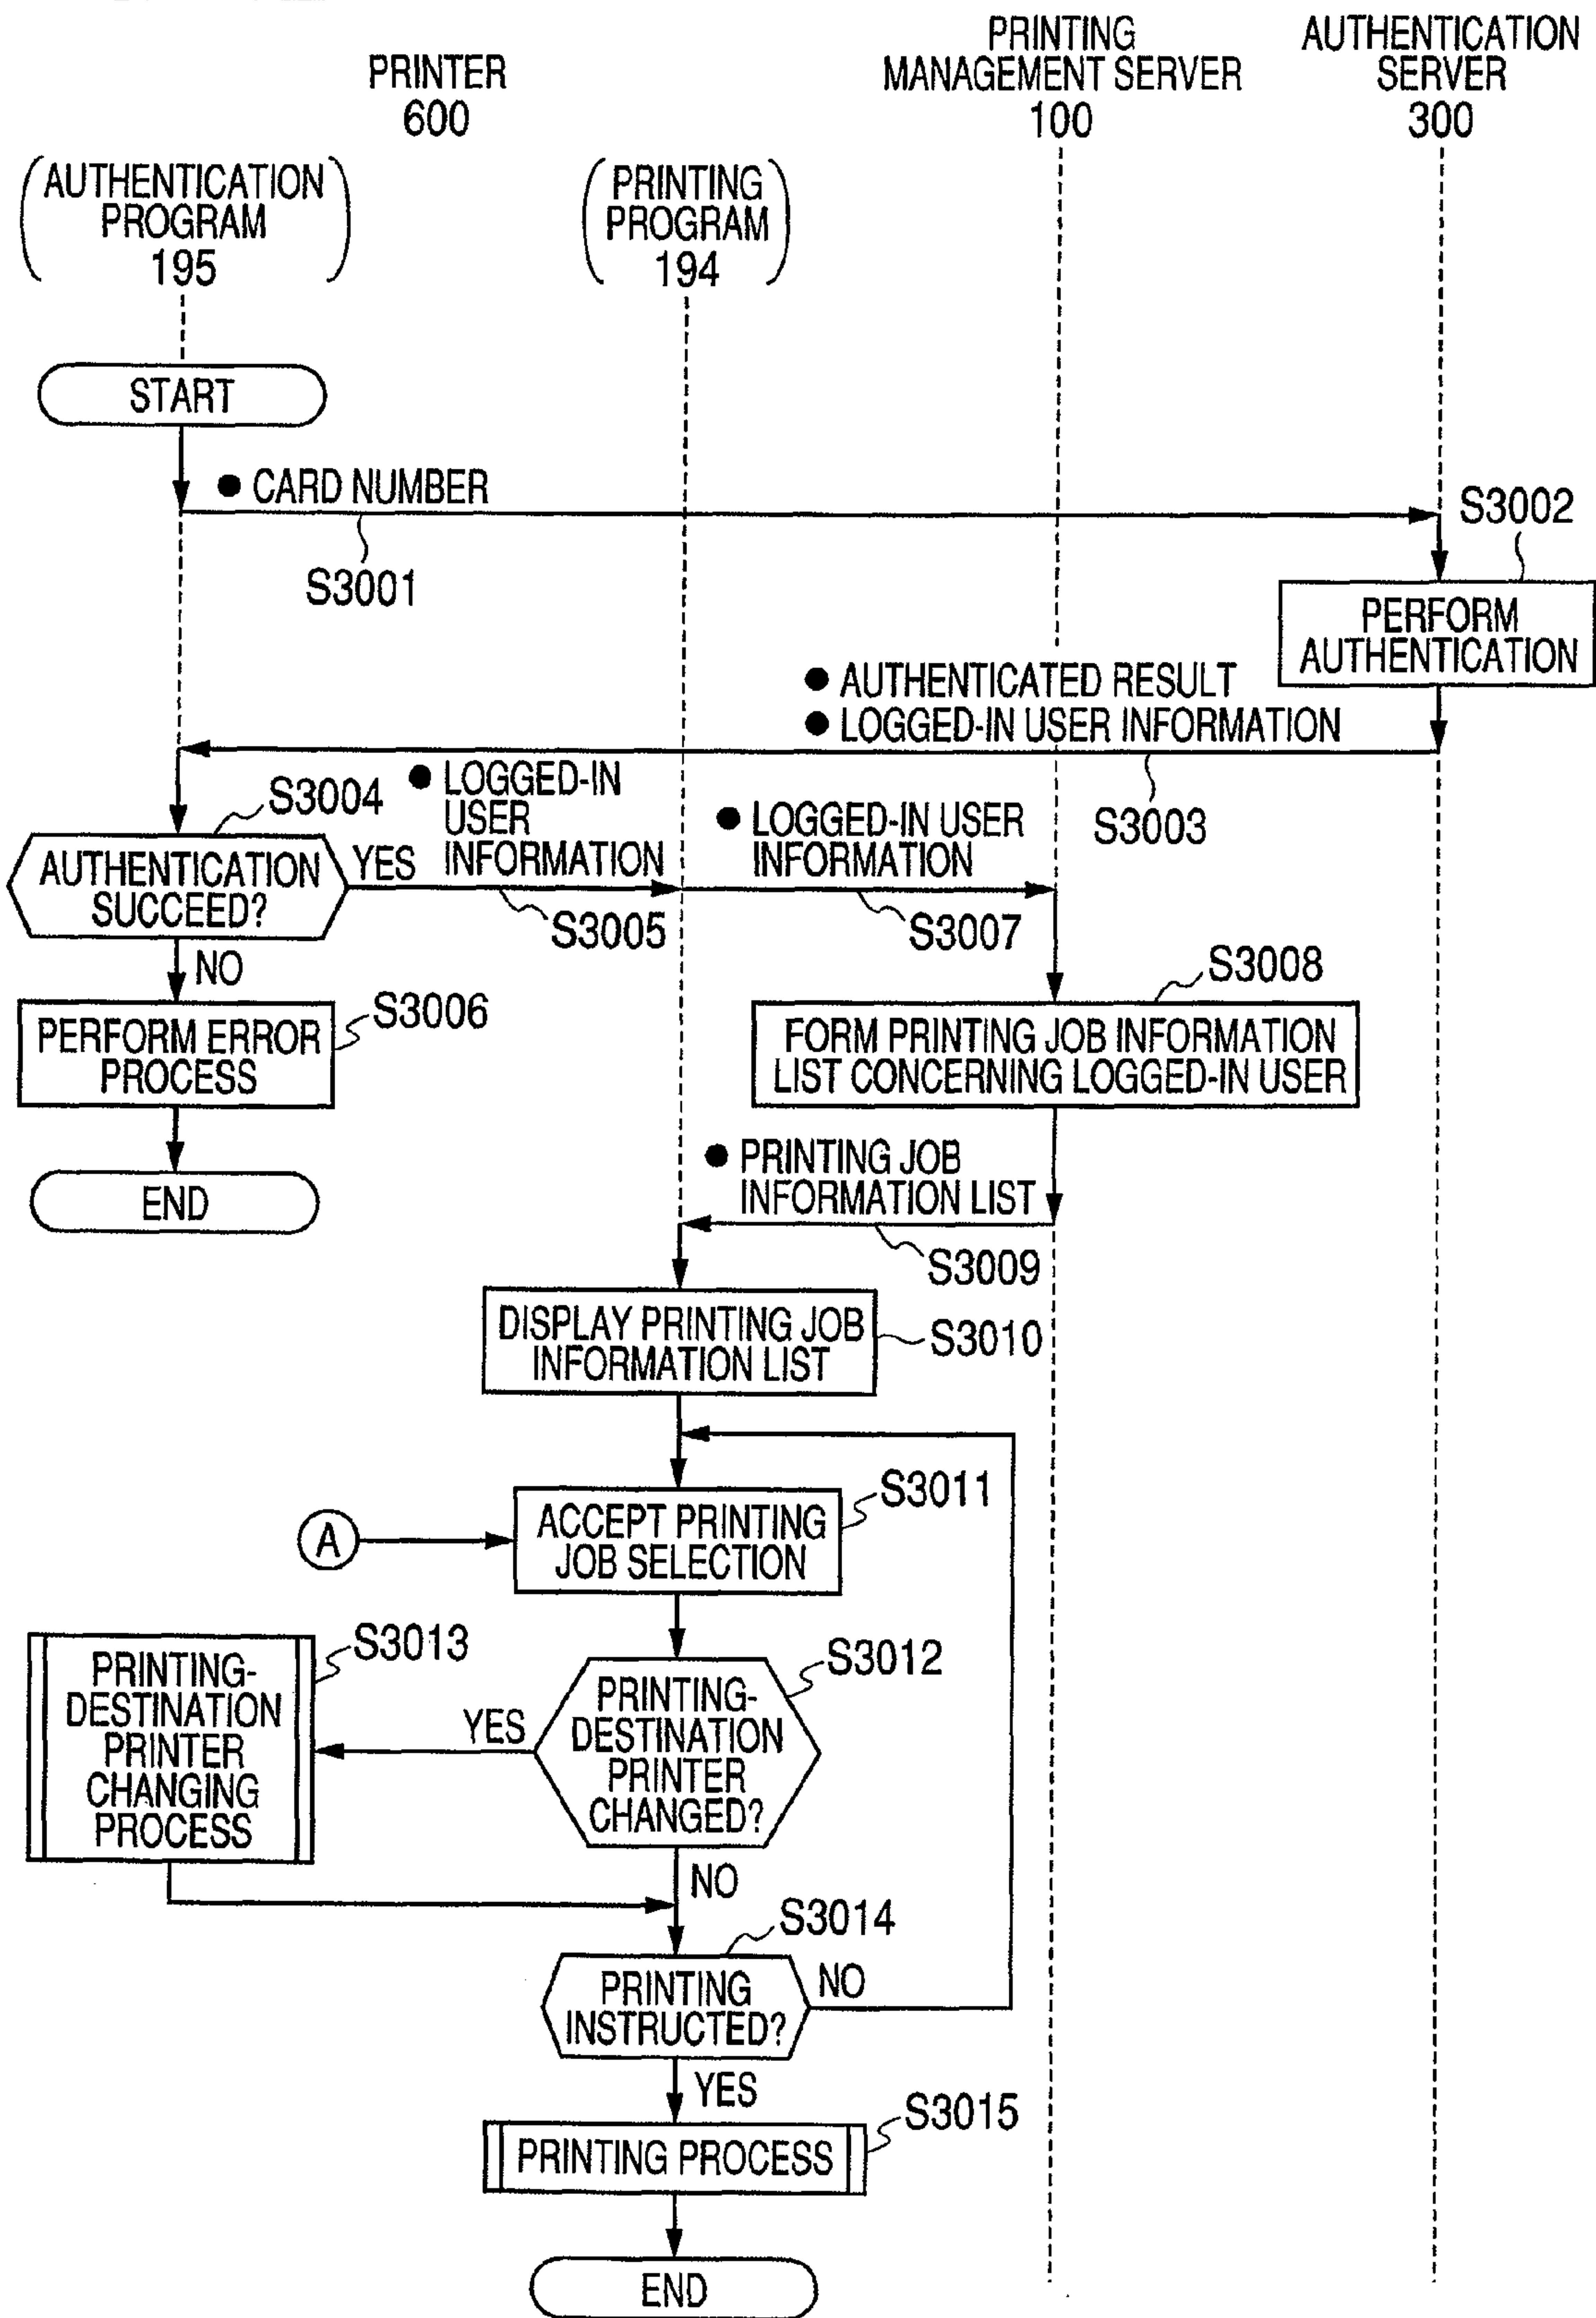 PRINTER
600
PRINTING
MANAGEMENT SERVER
100
AUTHENTICATION
SERVER
300
AUTHENTICATION
PROGRAM
195
PRINTING
PROGRAM
194
START
● CARD NUMBER
S3001
S3002
PERFORM
AUTHENTICATION
● AUTHENTICATED RESULT
● LOGGED-IN USER INFORMATION
S3003
S3004
AUTHENTICATION
SUCCEED?
YES
● LOGGED-IN
USER
INFORMATION
S3005
● LOGGED-IN USER
INFORMATION
S3007
NO
S3006
PERFORM ERROR
PROCESS
END
S3008
FORM PRINTING JOB INFORMATION
LIST CONCERNING LOGGED-IN USER
● PRINTING JOB
INFORMATION LIST
S3009
DISPLAY PRINTING JOB
INFORMATION LIST
S3010
A
ACCEPT PRINTING
JOB SELECTION
S3011
S3013
PRINTING-
DESTINATION
PRINTER
CHANGING
PROCESS
YES
S3012
PRINTING-
DESTINATION
PRINTER
CHANGED?
NO
S3014
PRINTING
INSTRUCTED?
NO
YES
S3015
PRINTING PROCESS
END